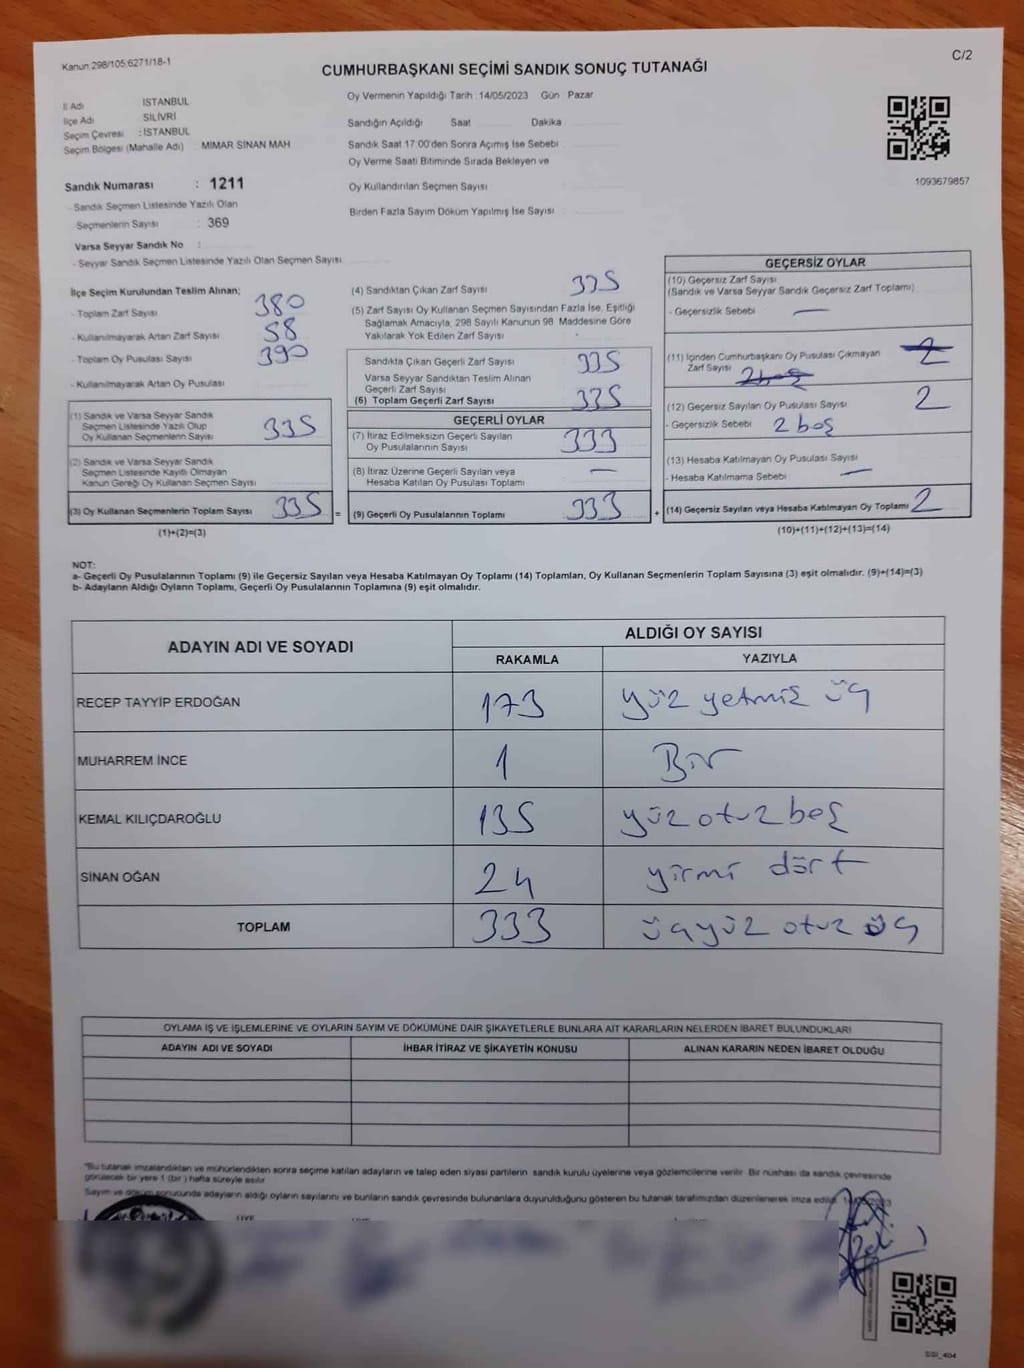 Kanun 298/105;6271/18-1
C/2
CUMHURBAŞKANI SEÇİMİ SANDIK SONUÇ TUTANAĞI
İl Adı İSTANBUL
İlçe Adı SİLİVRİ
Seçim Çevresi : İSTANBUL
Seçim Bölgesi (Mahalle Adı) MİMAR SİNAN MAH
Sandık Numarası : 1211
- Sandık Seçmen Listesinde Yazılı Olan
Seçmenlerin Sayısı : 369
Varsa Seyyar Sandık No :
- Seyyar Sandık Seçmen Listesinde Yazılı Olan Seçmen Sayısı
Oy Vermenin Yapıldığı Tarih : 14/05/2023 Gün Pazar
Sandığın Açıldığı Saat Dakika
Sandık Saat 17:00'den Sonra Açımış İse Sebebi
Oy Verme Saati Bitiminde Sırada Bekleyen ve
Oy Kullandırılan Seçmen Sayısı
Birden Fazla Sayım Döküm Yapılmış İse Sayısı
1093679857
İlçe Seçim Kurulundan Teslim Alınan;
- Toplam Zarf Sayısı 380
- Kullanılmayarak Artan Zarf Sayısı 58
- Toplam Oy Pusulası Sayısı 390
- Kullanılmayarak Artan Oy Pusulası
(1) Sandık ve Varsa Seyyar Sandık
Seçmen Listesinde Yazılı Olup
Oy Kullanan Seçmenlerin Sayısı 335
(2) Sandık ve Varsa Seyyar Sandık
Seçmen Listesinde Kayıtlı Olmayan
Kanun Gereği Oy Kullanan Seçmen Sayısı
(3) Oy Kullanan Seçmenlerin Toplam Sayısı 335 =
(1)+(2)=(3)
(4) Sandıktan Çıkan Zarf Sayısı 335
(5) Zarf Sayısı Oy Kullanan Seçmen Sayısından Fazla İse, Eşitliği
Sağlamak Amacıyla, 298 Sayılı Kanunun 98. Maddesine Göre
Yakılarak Yok Edilen Zarf Sayısı
Sandıkta Çıkan Geçerli Zarf Sayısı 335
Varsa Seyyar Sandıktan Teslim Alınan
Geçerli Zarf Sayısı
(6) Toplam Geçerli Zarf Sayısı 335
GEÇERLİ OYLAR
(7) İtiraz Edilmeksizin Geçerli Sayılan
Oy Pusulalarının Sayısı 333
(8) İtiraz Üzerine Geçerli Sayılan veya
Hesaba Katılan Oy Pusulası Toplamı —
(9) Geçerli Oy Pusulalarının Toplamı 333 +
GEÇERSİZ OYLAR
(10) Geçersiz Zarf Sayısı
(Sandık ve Varsa Seyyar Sandık Geçersiz Zarf Toplamı)
- Geçersizlik Sebebi —
(11) İçinden Cumhurbaşkanı Oy Pusulası Çıkmayan 2
Zarf Sayısı 2 boş
(12) Geçersiz Sayılan Oy Pusulası Sayısı 2
- Geçersizlik Sebebi 2 boş
(13) Hesaba Katılmayan Oy Pusulası Sayısı
- Hesaba Katılmama Sebebi —
(14) Geçersiz Sayılan veya Hesaba Katılmayan Oy Toplamı 2
(10)+(11)+(12)+(13)=(14)
NOT:
a- Geçerli Oy Pusulalarının Toplamı (9) ile Geçersiz Sayılan veya Hesaba Katılmayan Oy Toplamı (14) Toplamları, Oy Kullanan Seçmenlerin Toplam Sayısına (3) eşit olmalıdır. (9)+(14)=(3)
b- Adayların Aldığı Oyların Toplamı, Geçerli Oy Pusulalarının Toplamına (9) eşit olmalıdır.
ADAYIN ADI VE SOYADI ALDIĞI OY SAYISI
RAKAMLA YAZIYLA
RECEP TAYYİP ERDOĞAN 173 yüz yetmiş üç
MUHARREM İNCE 1 Bir
KEMAL KILIÇDAROĞLU 135 yüz otuz beş
SİNAN OĞAN 24 yirmi dört
TOPLAM 333 üçyüz otuz üç
OYLAMA İŞ VE İŞLEMLERİNE VE OYLARIN SAYIM VE DÖKÜMÜNE DAİR ŞİKAYETLERLE BUNLARA AİT KARARLARIN NELERDEN İBARET BULUNDUKLARI
ADAYIN ADI VE SOYADI İHBAR İTİRAZ VE ŞİKAYETİN KONUSU ALINAN KARARIN NEDEN İBARET OLDUĞU
"Bu tutanak imzalandıktan ve mühürlendikten sonra seçime katılan adayların ve talep eden siyasi partilerin sandık kurulu üyelerine veya gözlemcilerine verilir. Bir nüshası da sandık çevresinde
görülecek bir yere 1 (bir) hafta süreyle asılır.
Sayım ve döküm sonucunda adayların aldığı oyların sayılarını ve bunların sandık çevresinde bulunanlara duyurulduğunu gösteren bu tutanak tarafımızdan düzenlenerek imza edildi.